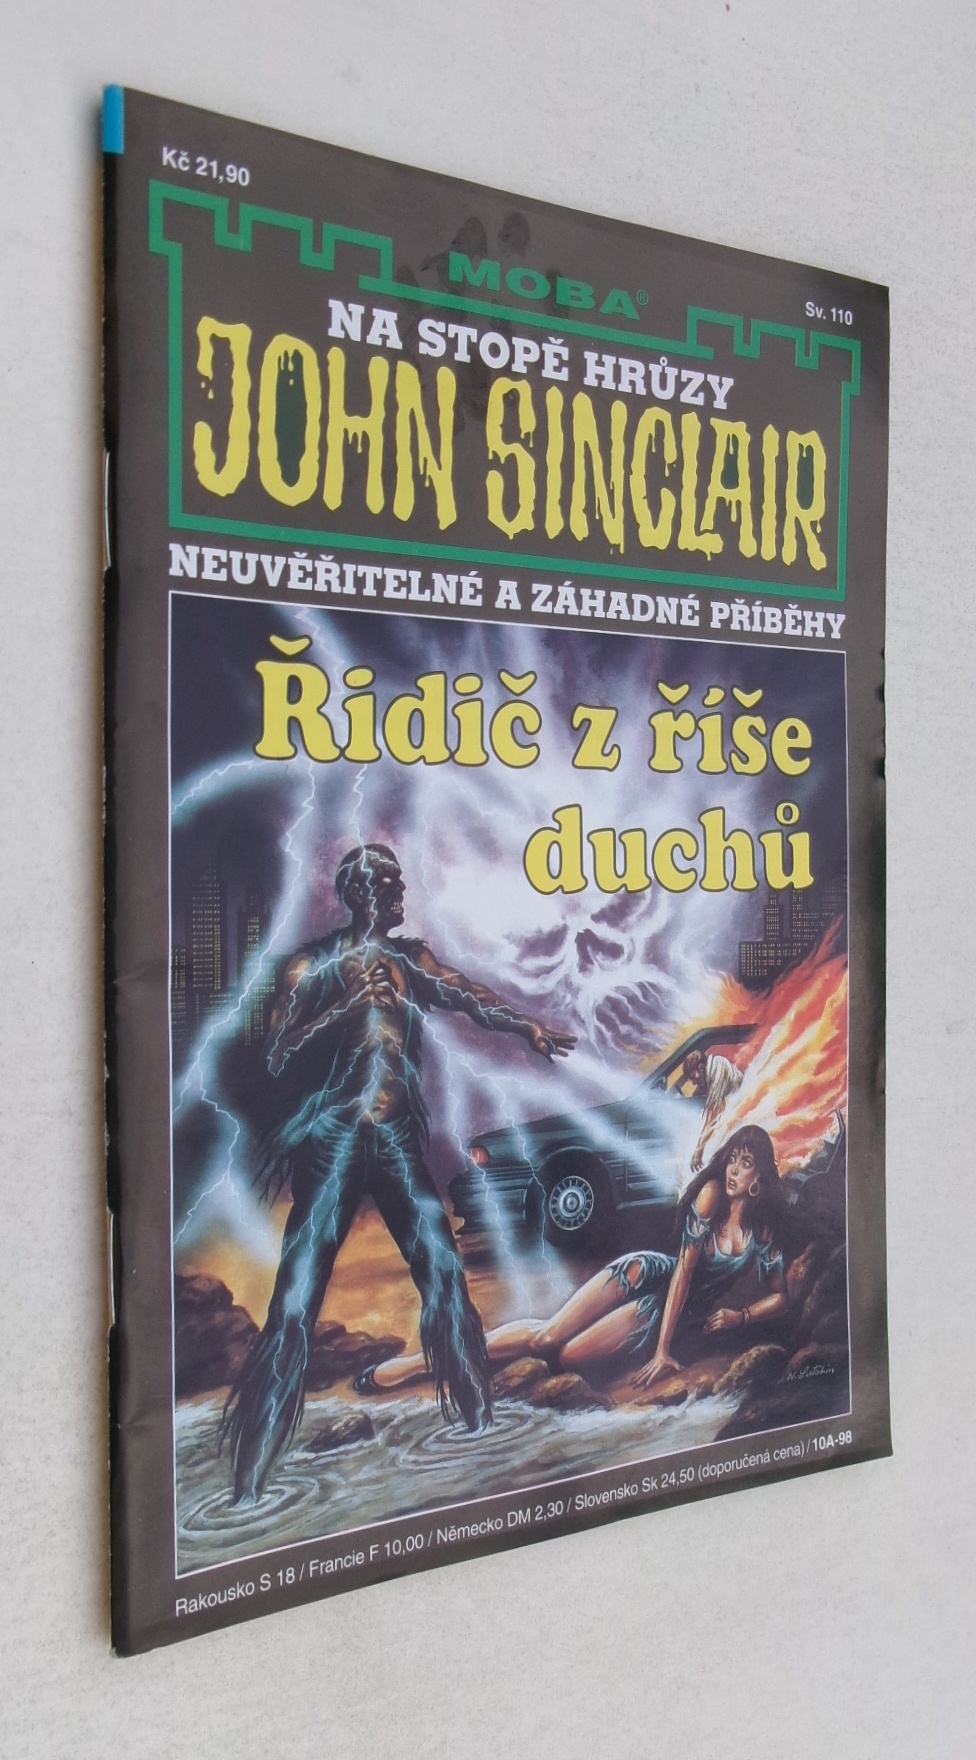 Kč 21,90
MOBA®
Sv. 110
NA STOPĚ HRŮZY
JOHN SINCLAIR
NEUVĚŘITELNÉ A ZÁHADNÉ PŘÍBĚHY
Řidič z říše
duchů
Rakousko S 18 / Francie F 10,00 / Německo DM 2,30 / Slovensko Sk 24,50 (doporučená cena) / 10A-98